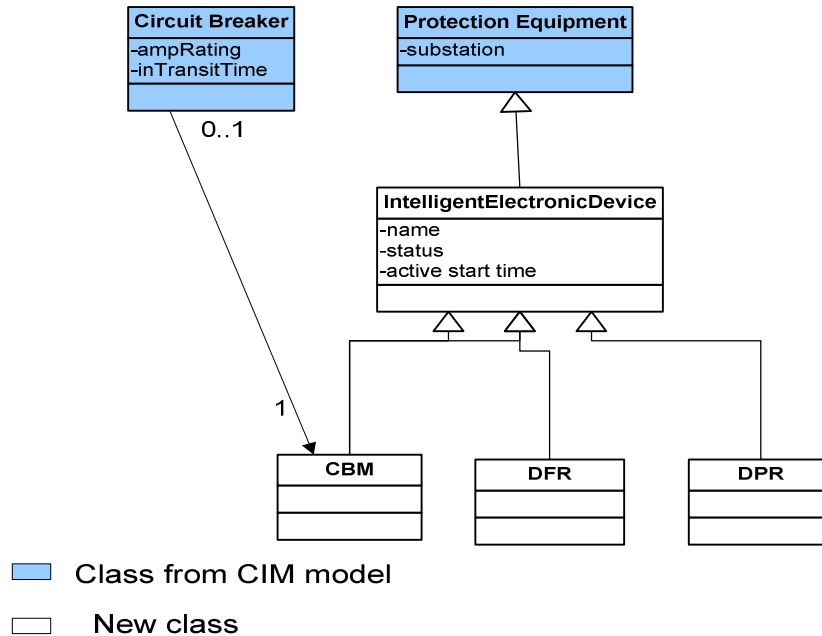 Circuit Breaker
-ampRating
-inTransitTime
Protection Equipment
-substation
0..1
IntelligentElectronicDevice
-name
-status
-active start time
1
CBM
DFR
DPR
Class from CIM model
New class